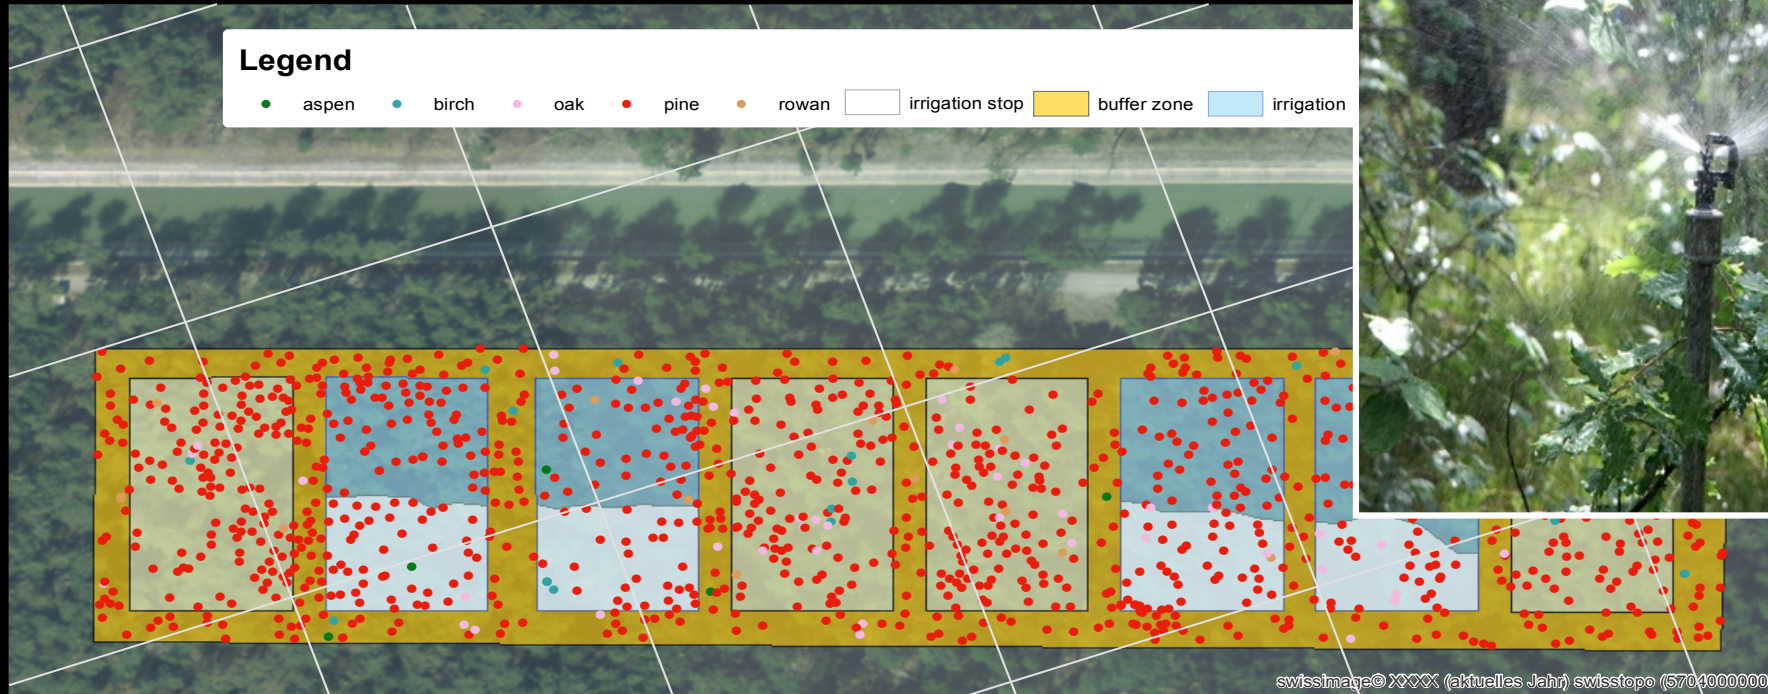 Legend
aspen birch oak pine rowan irrigation stop buffer zone irrigation
swissimage© XXXX (aktuelles Jahr) swisstopo (5704000000